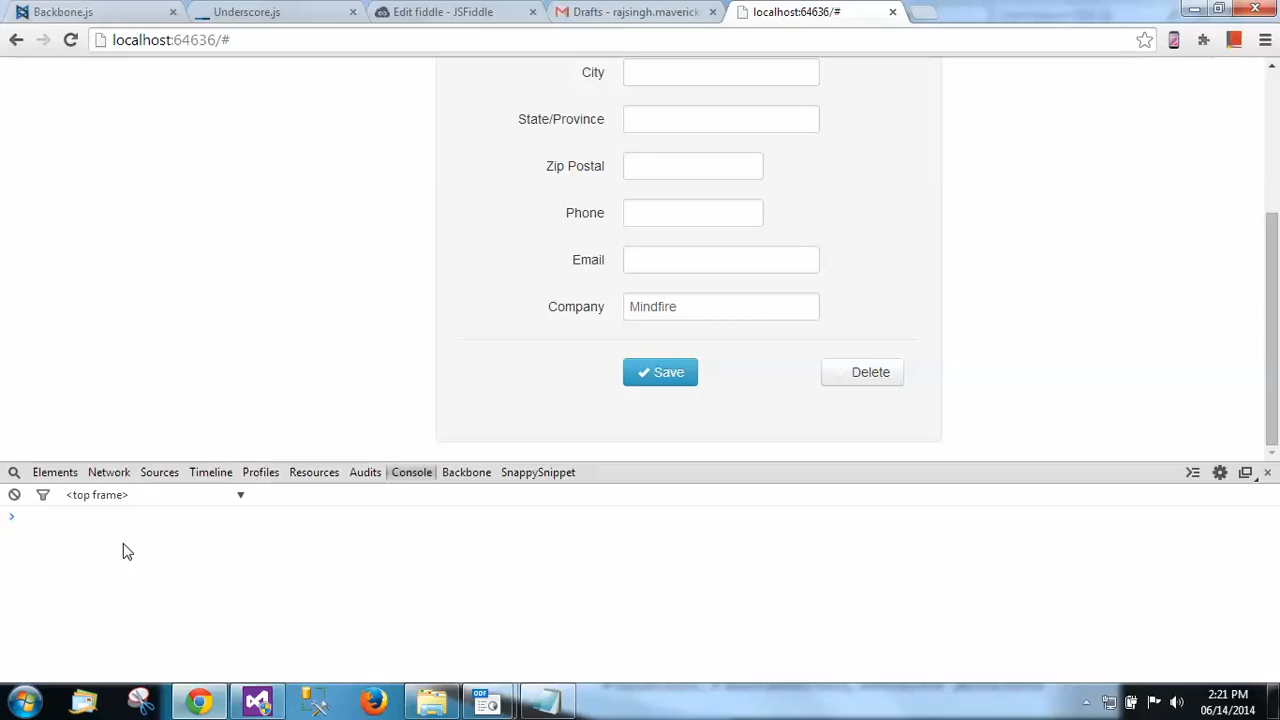 Backbone.js
Underscore.js
Edit fiddle - JSFiddle
Drafts - rajsingh.maverick
localhost:64636/#
localhost:64636/#
City
State/Province
Zip Postal
Phone
Email
Company Mindfire
Save Delete
Elements Network Sources Timeline Profiles Resources Audits Console Backbone SnappySnippet
<top frame>
ODF
2:21 PM
06/14/2014